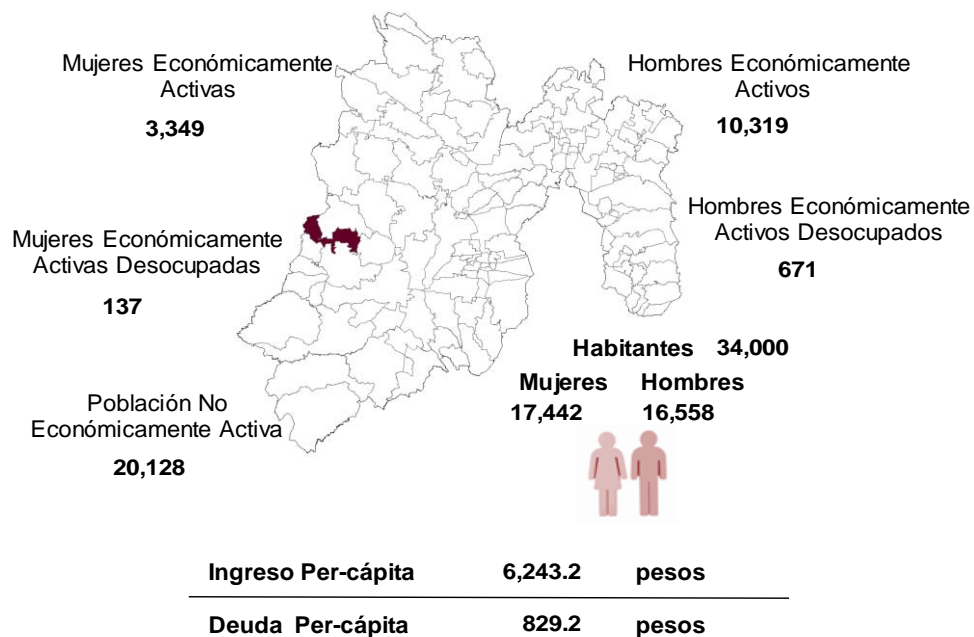 Mujeres Económicamente
Activas
3,349
Hombres Económicamente
Activos
10,319
Mujeres Económicamente
Activas Desocupadas
137
Hombres Económicamente
Activos Desocupados
671
Habitantes 34,000
Mujeres Hombres
17,442 16,558
Población No
Económicamente Activa
20,128
Ingreso Per-cápita 6,243.2 pesos
Deuda Per-cápita 829.2 pesos